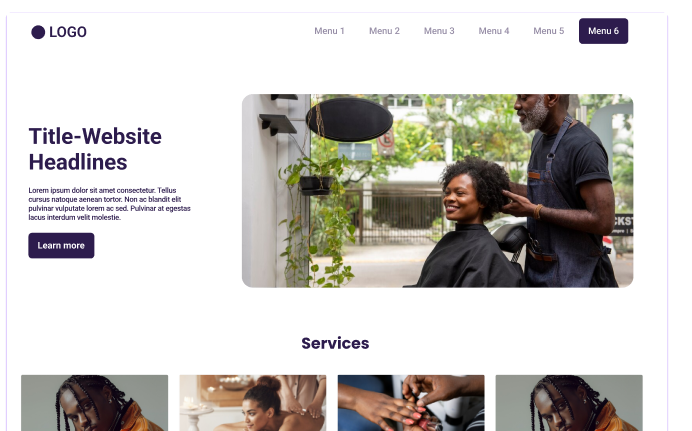 LOGO
Menu 1
Menu 2
Menu 3
Menu 4
Menu 5
Menu 6
Title-Website
Headlines
Lorem ipsum dolor sit amet consectetur. Tellus
cursus natoque aenean tortor. Non ac blandit elit
pulvinar vulputate lorem ac sed. Pulvinar at egestas
lacus interdum velit molestie.
Learn more
Services